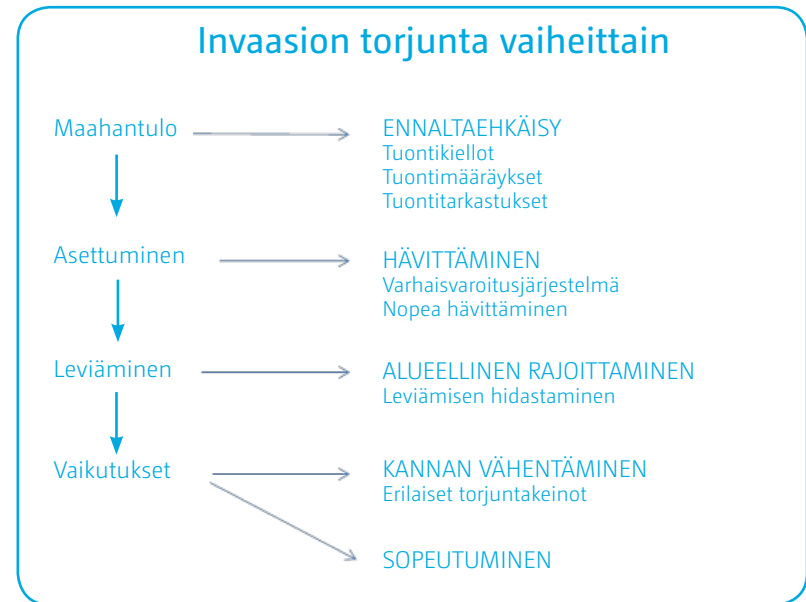 Invaasion torjunta vaiheittain
Maahantulo
ENNALTAEHKÄISY
Tuontikiellot
Tuontimääräykset
Tuontitarkastukset
Asettuminen
HÄVITTÄMINEN
Varhaisvaroitusjärjestelmä
Nopea hävittäminen
Leviäminen
ALUEELLINEN RAJOITTAMINEN
Leviämisen hidastaminen
Vaikutukset
KANNAN VÄHENTÄMINEN
Erilaiset torjuntakeinot
SOPEUTUMINEN